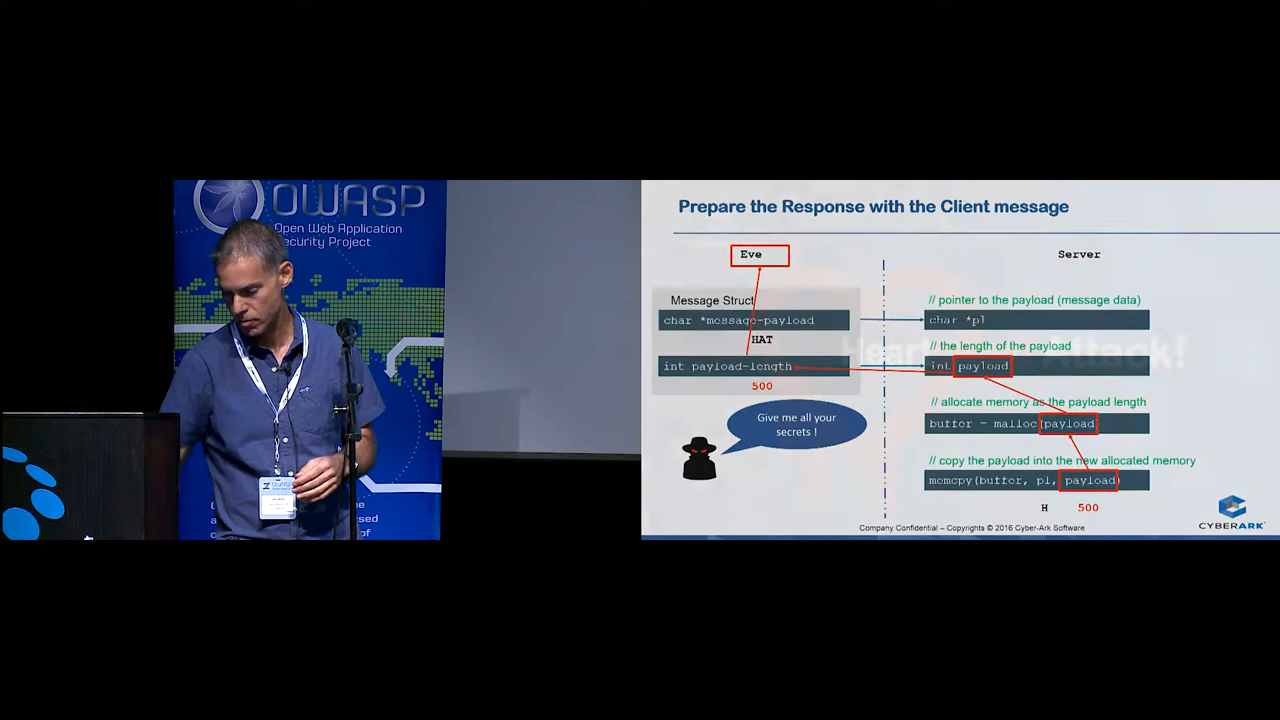 OWASP
Open Web Application
Security Project
OWASP
Prepare the Response with the Client message
Eve
Server
Message Struct
char *message-payload
HAT
int payload-length
500
Give me all your
secrets !
// pointer to the payload (message data)
char *pl
// the length of the payload
int payload
// allocate memory as the payload length
buffer = malloc(payload)
// copy the payload into the new allocated memory
memcpy(buffer, pl, payload)
H 500
Attack!
Company Confidential – Copyrights © 2016 Cyber-Ark Software
CYBERARK